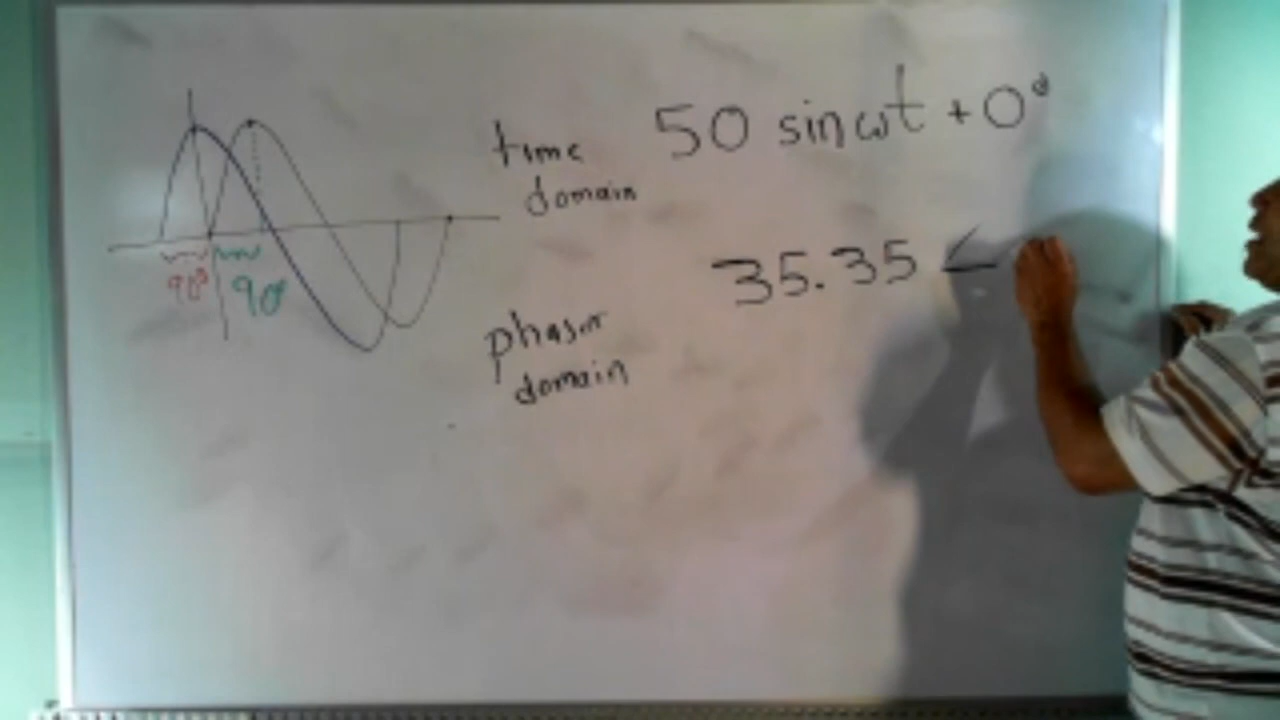 time domain
50 sin ωt + 0°
phasor domain
35.35 ∠
90° 90°